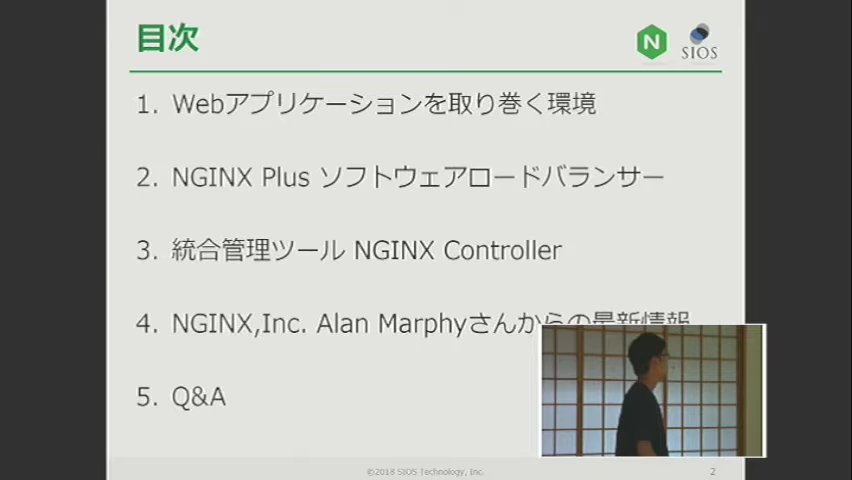 目次
N
SIOS
1. Webアプリケーションを取り巻く環境
2. NGINX Plus ソフトウェアロードバランサー
3. 統合管理ツール NGINX Controller
4. NGINX,Inc. Alan Marphyさんからの最新情報
5. Q&A
©2018 SIOS Technology, Inc.
2